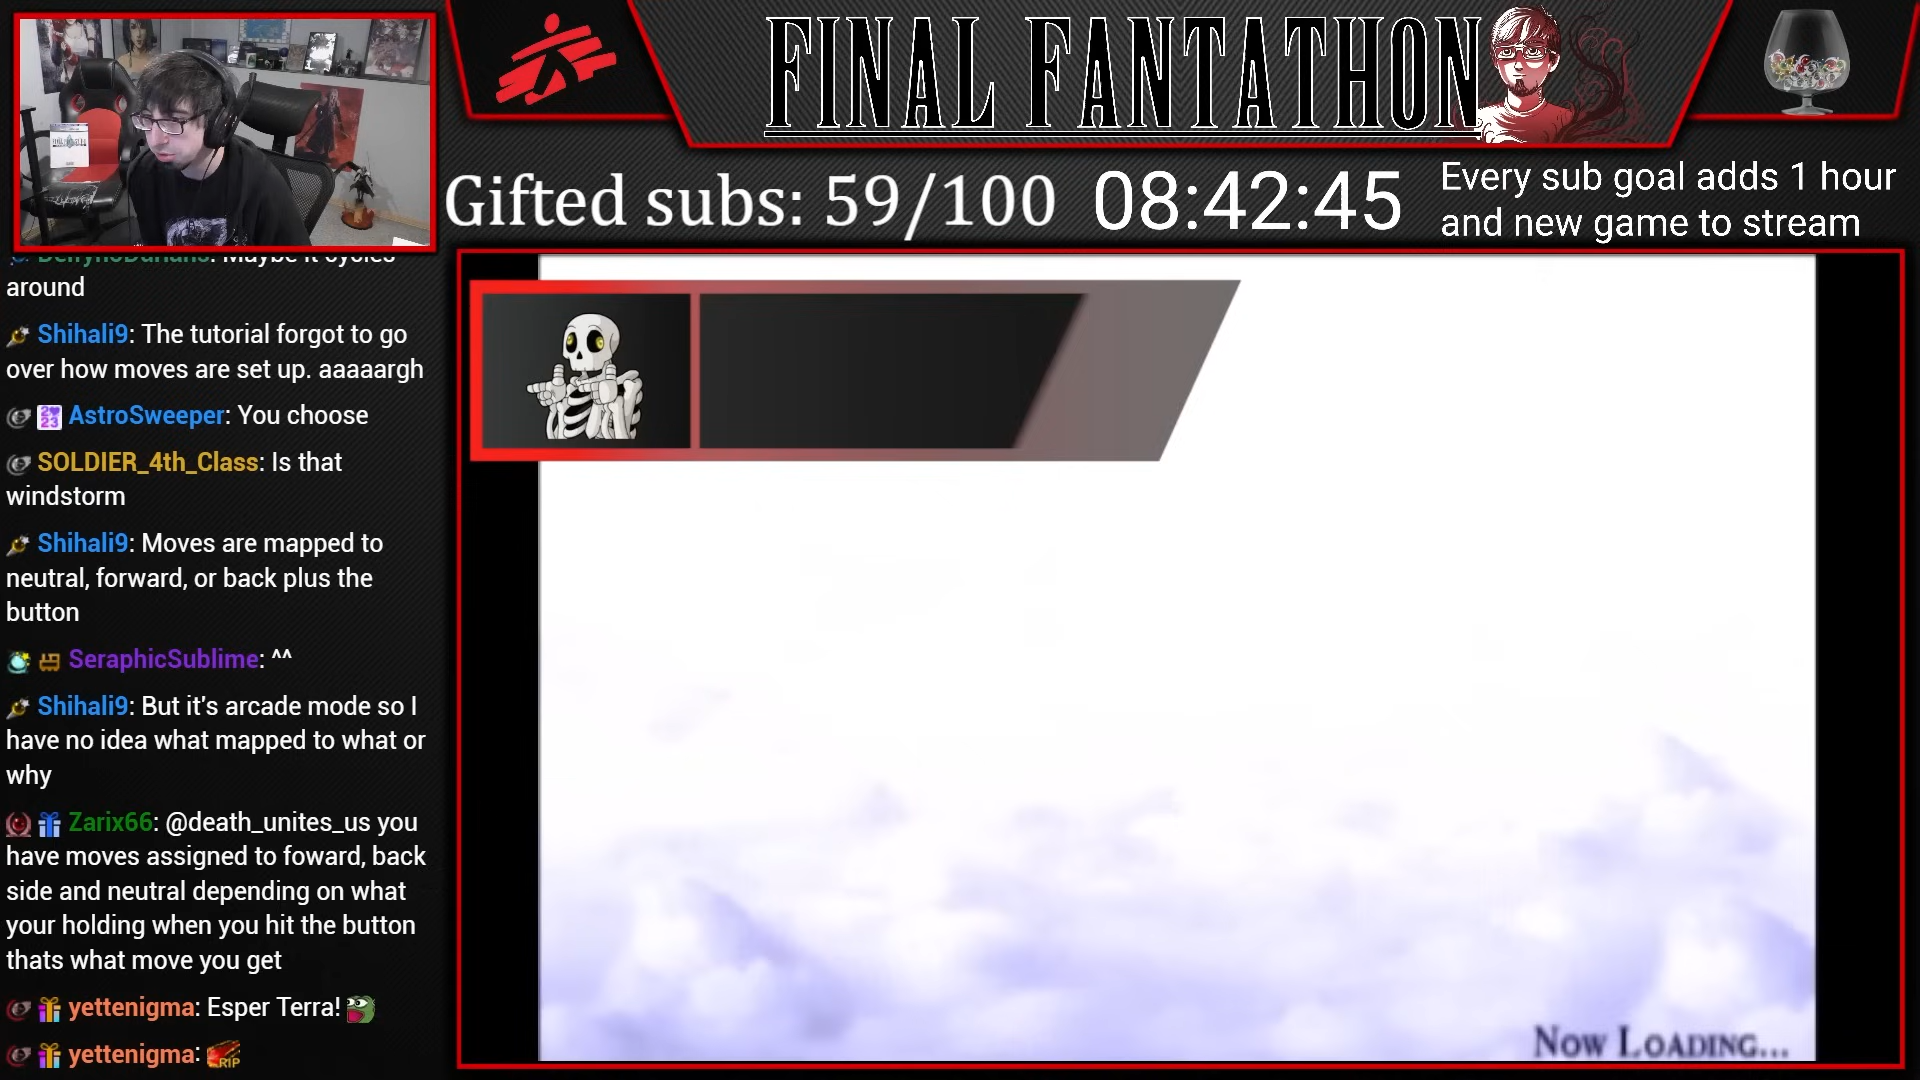 FINAL FANTATHON
Gifted subs: 59/100
08:42:45
Every sub goal adds 1 hour
and new game to stream
DerryhoDarians: Maybe it cycles
around
Shihali9: The tutorial forgot to go
over how moves are set up. aaaaargh
AstroSweeper: You choose
SOLDIER_4th_Class: Is that
windstorm
Shihali9: Moves are mapped to
neutral, forward, or back plus the
button
SeraphicSublime: ^^
Shihali9: But it's arcade mode so I
have no idea what mapped to what or
why
Zarix66: @death_unites_us you
have moves assigned to foward, back
side and neutral depending on what
your holding when you hit the button
thats what move you get
yettenigma: Esper Terra!
yettenigma:
RIP
Now Loading...